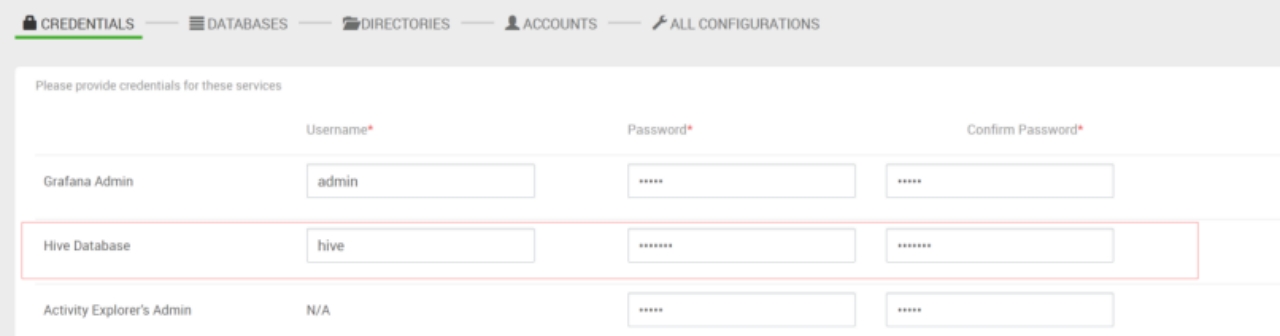 CREDENTIALS DATABASES DIRECTORIES ACCOUNTS ALL CONFIGURATIONS
Please provide credentials for these services
Username* Password* Confirm Password*
Grafana Admin admin ••••• •••••
Hive Database hive ••••••• •••••••
Activity Explorer's Admin N/A ••••• •••••